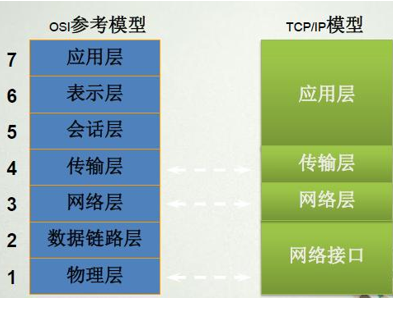 OSI参考模型
TCP/IP模型
7
应用层
6
表示层
5
会话层
应用层
4
传输层
传输层
3
网络层
网络层
2
数据链路层
1
物理层
网络接口